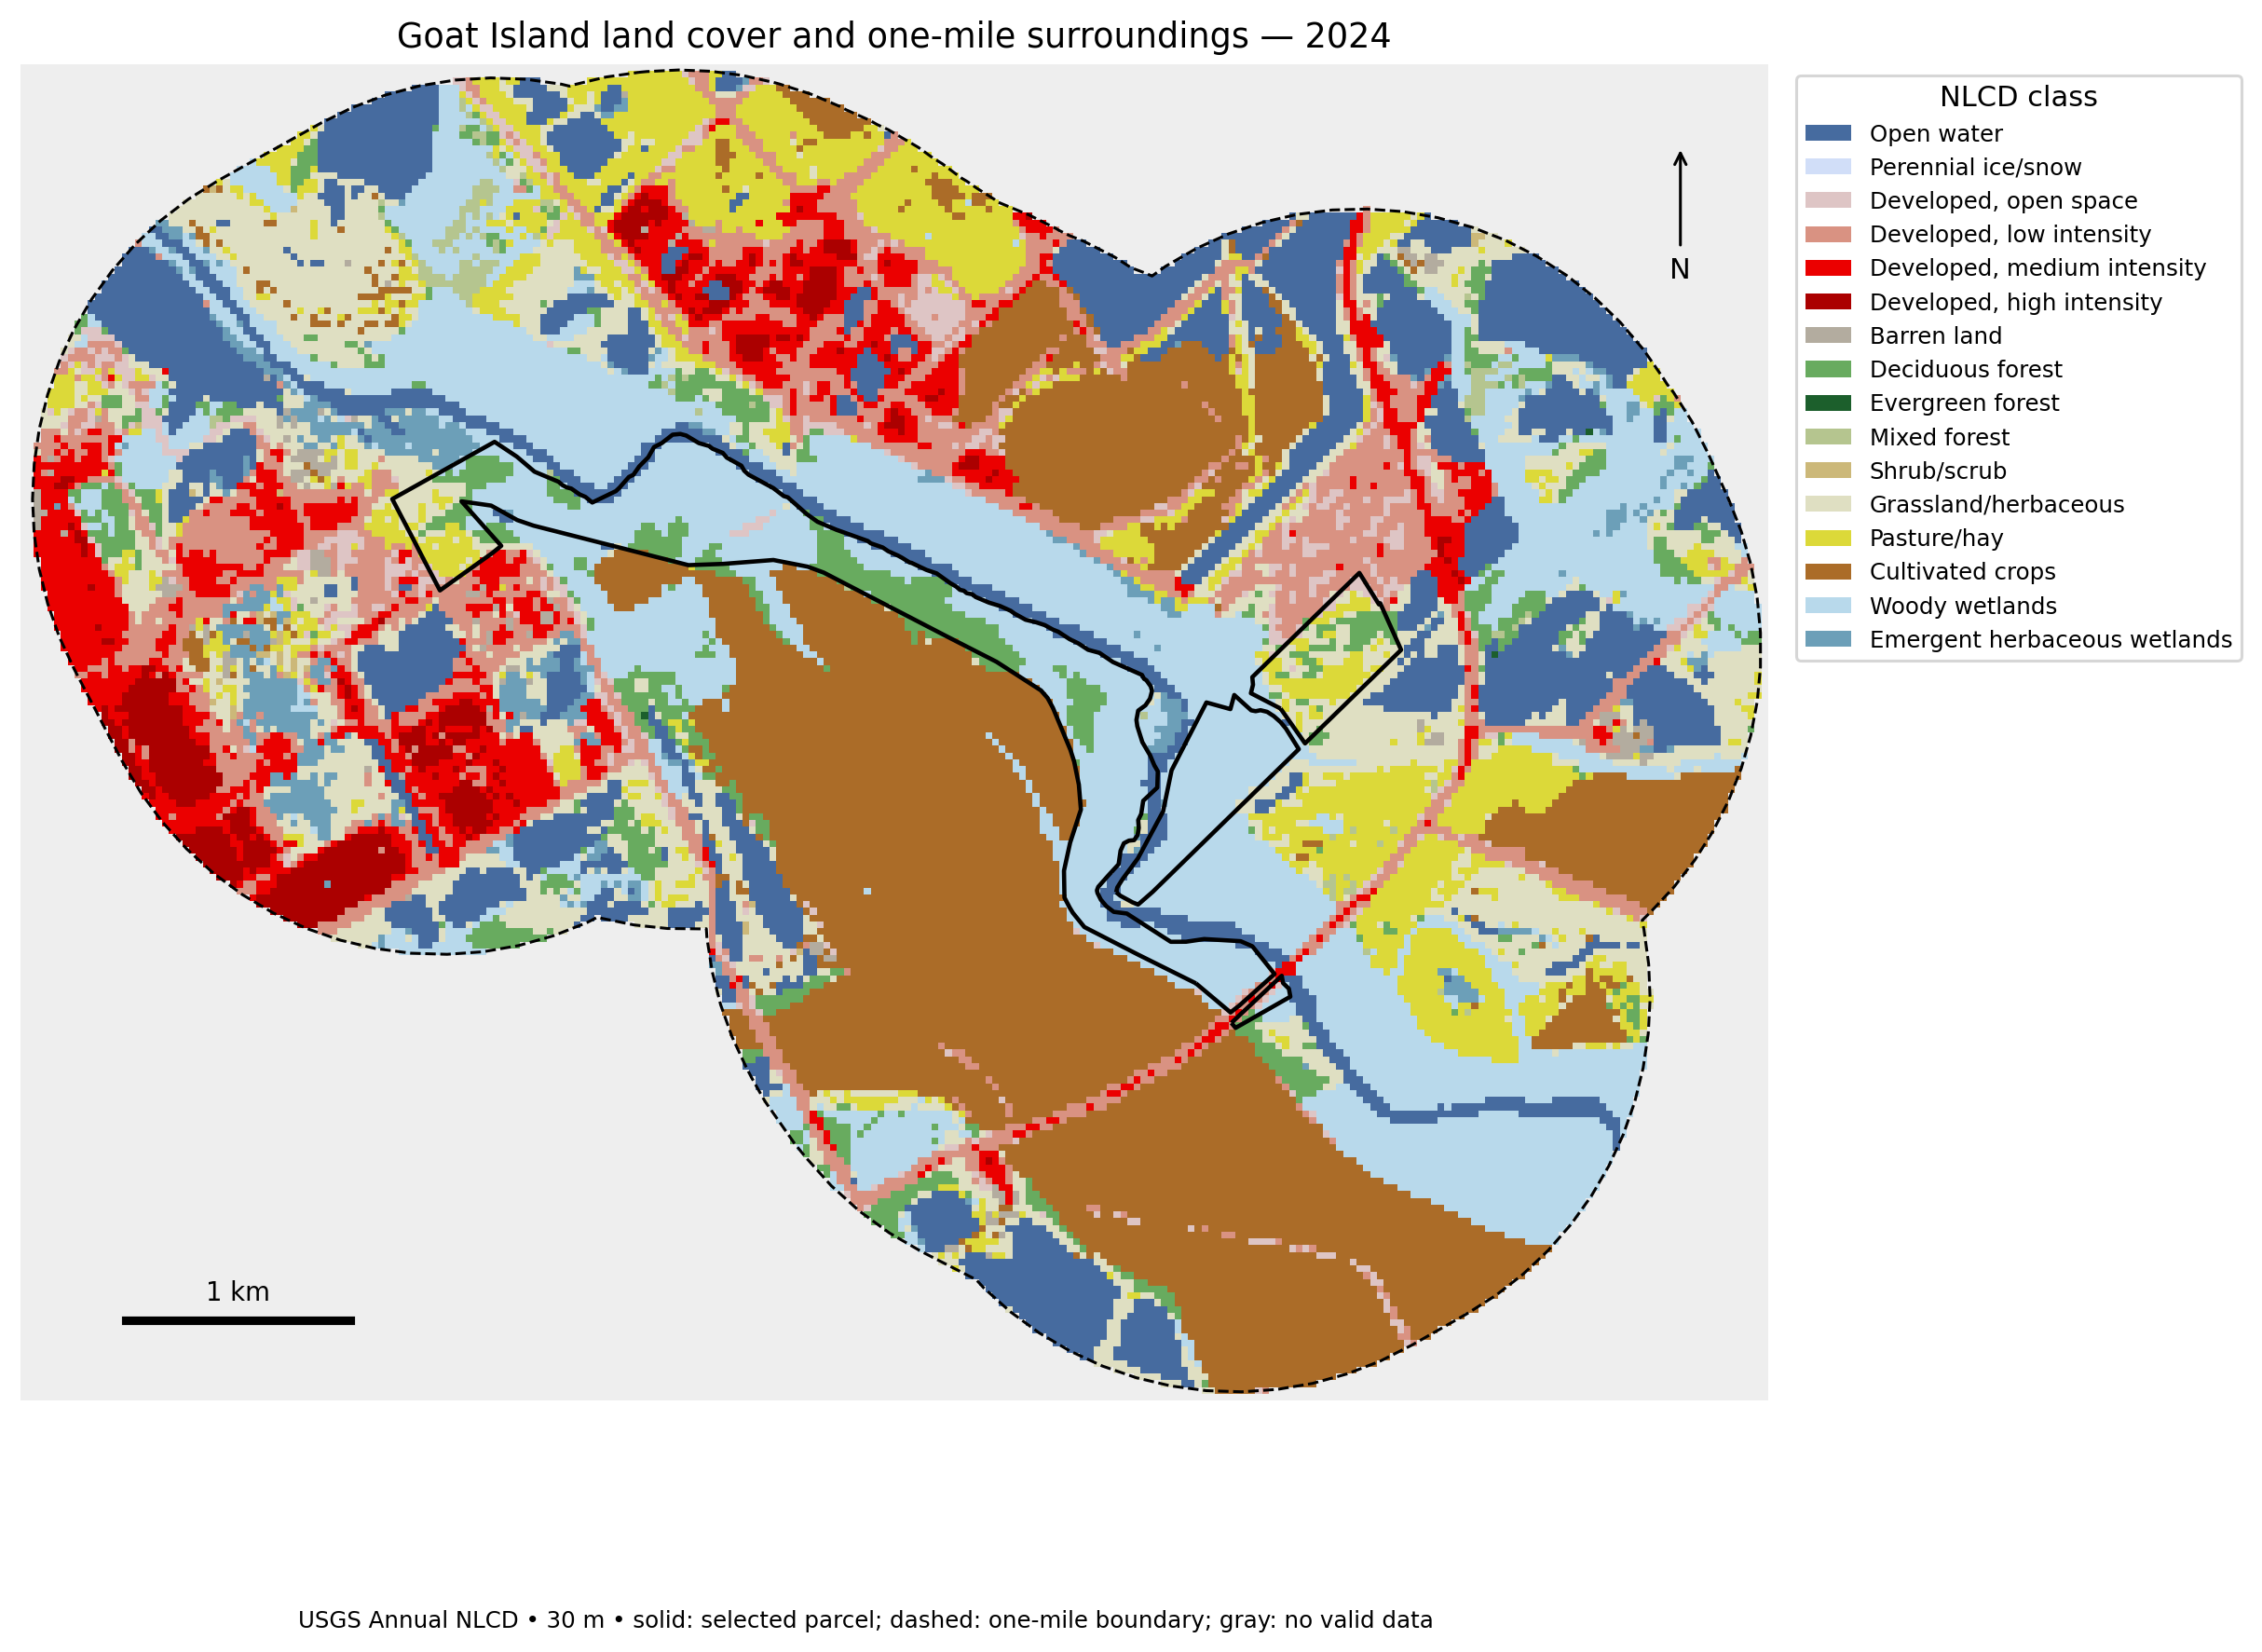 Goat Island land cover and one-mile surroundings — 2024
NLCD class
Open water
Perennial ice/snow
Developed, open space
Developed, low intensity
Developed, medium intensity
Developed, high intensity
Barren land
Deciduous forest
Evergreen forest
Mixed forest
Shrub/scrub
Grassland/herbaceous
Pasture/hay
Cultivated crops
Woody wetlands
Emergent herbaceous wetlands
N
1 km
USGS Annual NLCD • 30 m • solid: selected parcel; dashed: one-mile boundary; gray: no valid data